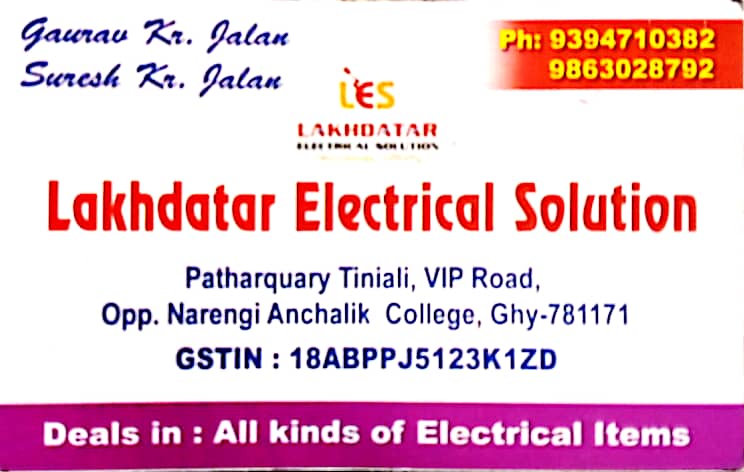 Gaurav Kr. Jalan
Suresh Kr. Jalan
Ph: 9394710382
9863028792
LES
LAKHDATAR
ELECTRICAL SOLUTION
Lakhdatar Electrical Solution
Patharquary Tiniali, VIP Road,
Opp. Narengi Anchalik College, Ghy-781171
GSTIN : 18ABPPJ5123K1ZD
Deals in : All kinds of Electrical Items